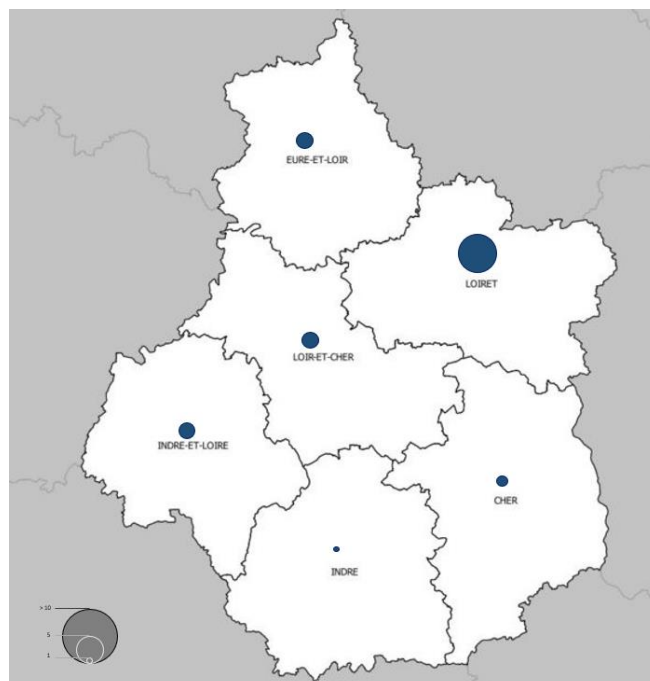 EURE-ET-LOIR
LOIRET
LOIR-ET-CHER
INDRE-ET-LOIRE
CHER
INDRE
>10
5
1